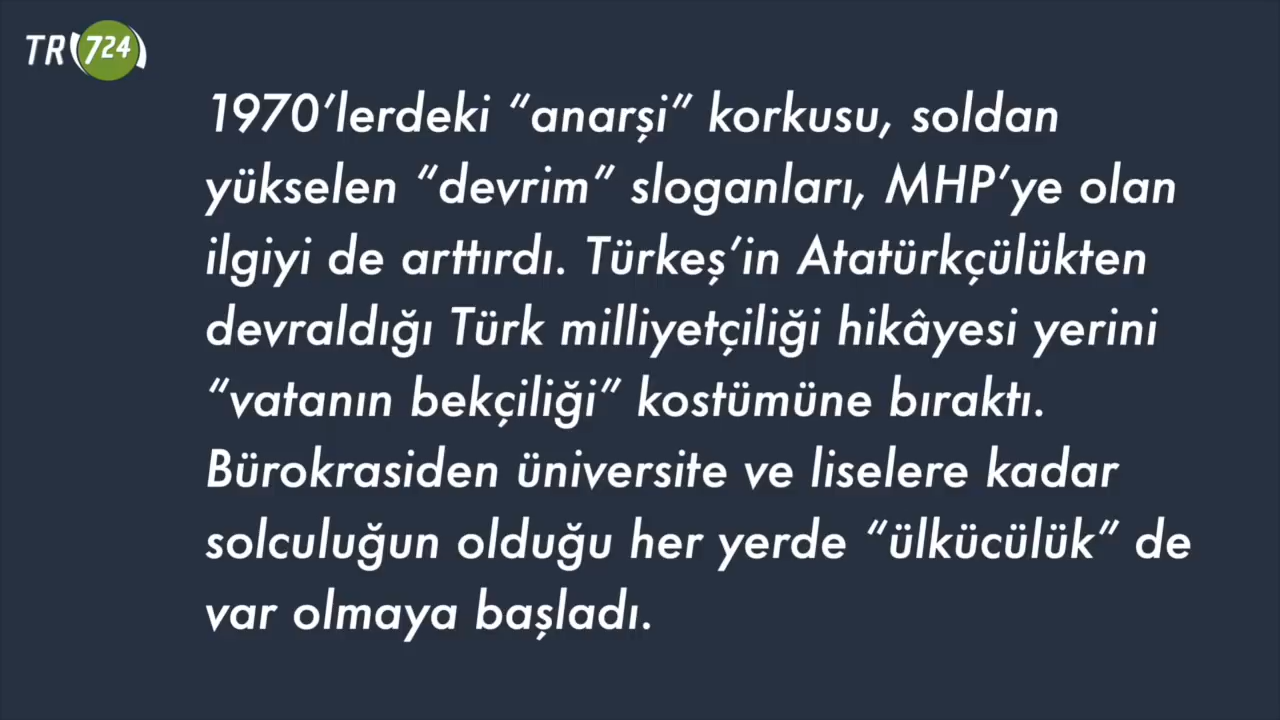 TR724
1970’lerdeki “anarşi” korkusu, soldan
yükselen “devrim” sloganları, MHP’ye olan
ilgiyi de arttırdı. Türkeş’in Atatürkçülükten
devraldığı Türk milliyetçiliği hikâyesi yerini
“vatanın bekçiliği” kostümüne bıraktı.
Bürokrasiden üniversite ve liselere kadar
solculuğun olduğu her yerde “ülkücülük” de
var olmaya başladı.